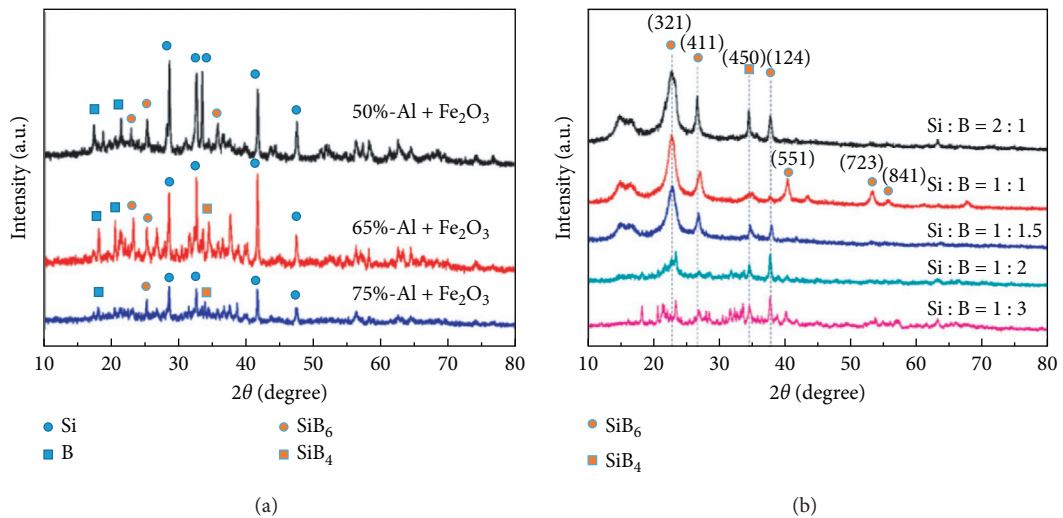 Intensity (a.u.)
50%-Al + Fe₂O₃
65%-Al + Fe₂O₃
75%-Al + Fe₂O₃
10 20 30 40 50 60 70 80
2θ (degree)
Si
B
SiB₆
SiB₄
(a)
Intensity (a.u.)
(321)
(411)
(450)(124)
Si : B = 2 : 1
(551)
(723)
(841)
Si : B = 1 : 1
Si : B = 1 : 1.5
Si : B = 1 : 2
Si : B = 1 : 3
10 20 30 40 50 60 70 80
2θ (degree)
SiB₆
SiB₄
(b)